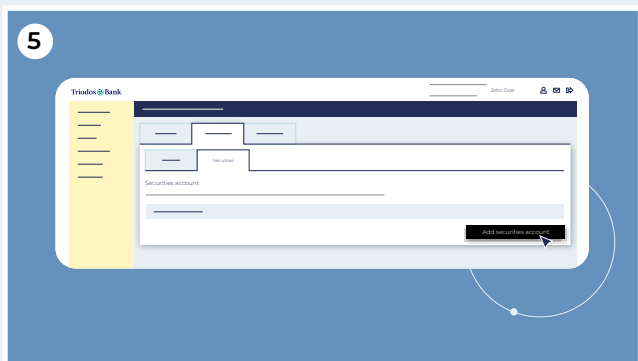 5
Triodos Bank
John Doe
Securities
Securities account
Add securities account